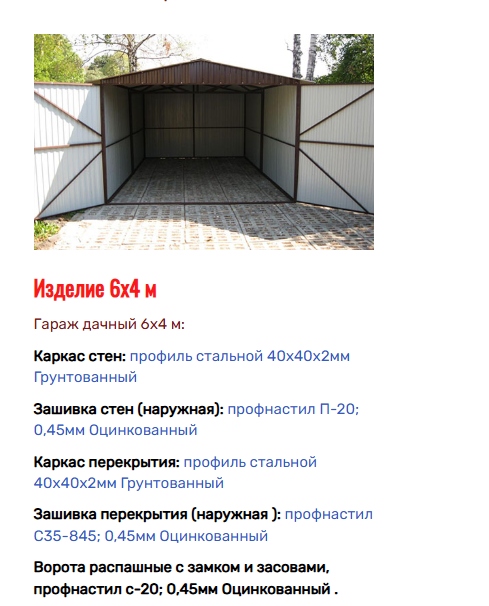 Изделие 6х4 м
Гараж дачный 6х4 м:
Каркас стен: профиль стальной 40х40х2мм
Грунтованный
Зашивка стен (наружная): профнастил П-20;
0,45мм Оцинкованный
Каркас перекрытия: профиль стальной
40х40х2мм Грунтованный
Зашивка перекрытия (наружная ): профнастил
С35-845; 0,45мм Оцинкованный
Ворота распашные с замком и засовами,
профнастил с-20; 0,45мм Оцинкованный .